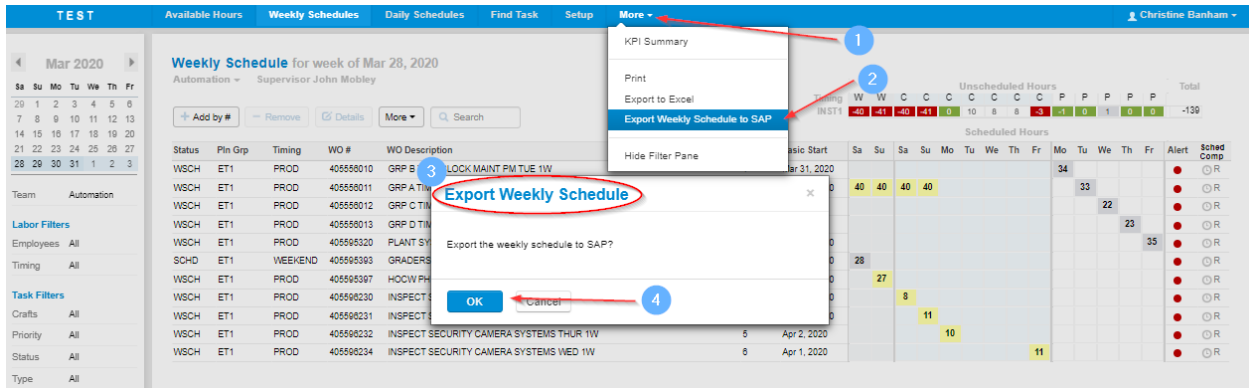 TEST Available Hours Weekly Schedules Daily Schedules Find Task Setup More Christine Banham
1
KPI Summary
Print
Export to Excel
Export Weekly Schedule to SAP
2
Hide Filter Pane
Mar 2020
Sa Su Mo Tu We Th Fr
29 1 2 3 4 5 6
7 8 9 10 11 12 13
14 15 16 17 18 19 20
21 22 23 24 25 26 27
28 29 30 31 1 2 3
Team Automation
Labor Filters
Employees All
Timing All
Task Filters
Crafts All
Priority All
Status All
Type All
Weekly Schedule for week of Mar 28, 2020
Automation Supervisor John Mobley
+ Add by # − Remove Details More Search
Unscheduled Hours Total
Timing W W C C C C C C C P P P P P
INST1 -40 -41 -40 -41 0 10 8 8 -3 -1 0 1 0 0 -139
Scheduled Hours
Status Pln Grp Timing WO # WO Description Basic Start Sa Su Sa Su Mo Tu We Th Fr Mo Tu We Th Fr Alert Sched Comp
WSCH ET1 PROD 405556011 GRP B LOCK MAINT PM TUE 1W Mar 31, 2020 34 R
WSCH ET1 PROD 405556010 GRP A TIM 0 40 40 40 40 33 R
WSCH ET1 PROD 405556012 GRP C TIM 22 R
WSCH ET1 PROD 405556013 GRP D TIM 23 R
WSCH ET1 PROD 405595320 PLANT SY 0 35 R
SCHD ET1 WEEKEND 405595393 GRADERS 0 28 R
WSCH ET1 PROD 405595397 HOCW PH 27 R
WSCH ET1 PROD 405596230 INSPECT S 8 R
WSCH ET1 PROD 405596231 INSPECT S 11 R
WSCH ET1 PROD 405596232 INSPECT SECURITY CAMERA SYSTEMS THUR 1W 5 Apr 2, 2020 10 R
WSCH ET1 PROD 405596234 INSPECT SECURITY CAMERA SYSTEMS WED 1W 6 Apr 1, 2020 11 R
3
Export Weekly Schedule ×
Export the weekly schedule to SAP?
OK Cancel
4